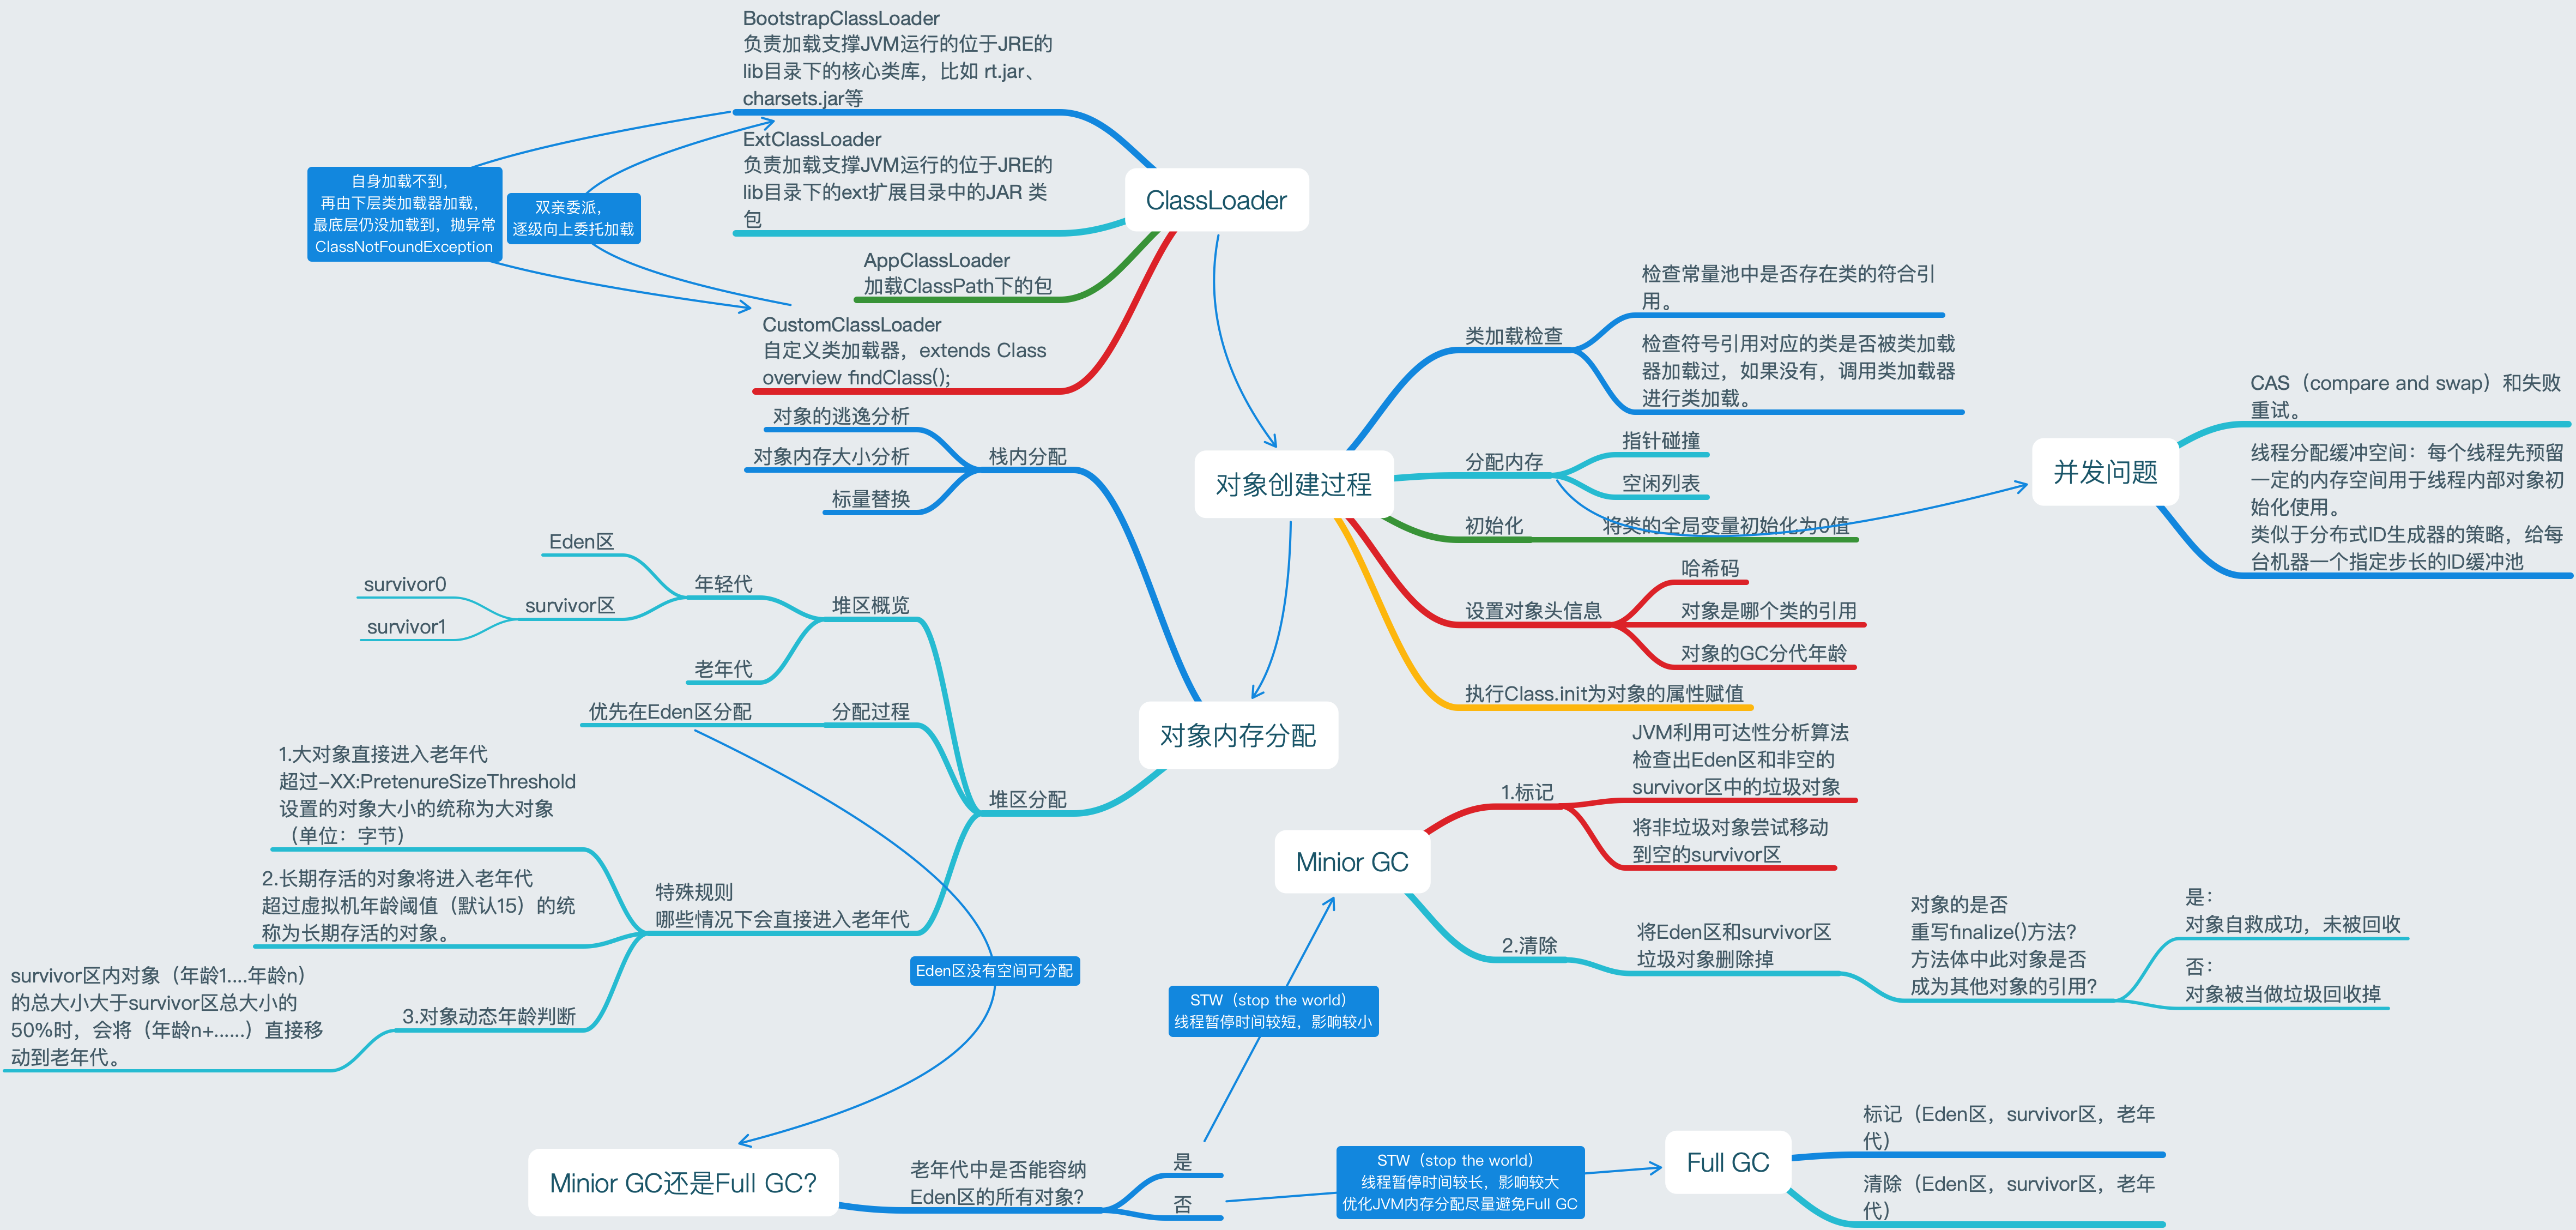 BootstrapClassLoader
负责加载支撑JVM运行的位于JRE的
lib目录下的核心类库，比如 rt.jar、
charsets.jar等
ExtClassLoader
负责加载支撑JVM运行的位于JRE的
lib目录下的ext扩展目录中的JAR 类
包
AppClassLoader
加载ClassPath下的包
CustomClassLoader
自定义类加载器，extends Class
overview findClass();
自身加载不到，
再由下层类加载器加载，
最底层仍没加载到，抛异常
ClassNotFoundException
双亲委派，
逐级向上委托加载
ClassLoader
对象创建过程
类加载检查
检查常量池中是否存在类的符合引
用。
检查符号引用对应的类是否被类加载
器加载过，如果没有，调用类加载器
进行类加载。
分配内存
指针碰撞
空闲列表
初始化
将类的全局变量初始化为0值
设置对象头信息
哈希码
对象是哪个类的引用
对象的GC分代年龄
执行Class.init为对象的属性赋值
并发问题
CAS（compare and swap）和失败
重试。
线程分配缓冲空间：每个线程先预留
一定的内存空间用于线程内部对象初
始化使用。
类似于分布式ID生成器的策略，给每
台机器一个指定步长的ID缓冲池
对象内存分配
栈内分配
对象的逃逸分析
对象内存大小分析
标量替换
堆区分配
堆区概览
年轻代
Eden区
survivor区
survivor0
survivor1
老年代
分配过程
优先在Eden区分配
特殊规则
哪些情况下会直接进入老年代
1.大对象直接进入老年代
超过-XX:PretenureSizeThreshold
设置的对象大小的统称为大对象
（单位：字节）
2.长期存活的对象将进入老年代
超过虚拟机年龄阈值（默认15）的统
称为长期存活的对象。
3.对象动态年龄判断
survivor区内对象（年龄1....年龄n）
的总大小大于survivor区总大小的
50%时，会将（年龄n+......）直接移
动到老年代。
Eden区没有空间可分配
Minior GC还是Full GC?
老年代中是否能容纳
Eden区的所有对象?
是
否
STW（stop the world）
线程暂停时间较短，影响较小
Minior GC
1.标记
JVM利用可达性分析算法
检查出Eden区和非空的
survivor区中的垃圾对象
将非垃圾对象尝试移动
到空的survivor区
2.清除
将Eden区和survivor区
垃圾对象删除掉
对象的是否
重写finalize()方法?
方法体中此对象是否
成为其他对象的引用?
是：
对象自救成功，未被回收
否：
对象被当做垃圾回收掉
STW（stop the world）
线程暂停时间较长，影响较大
优化JVM内存分配尽量避免Full GC
Full GC
标记（Eden区，survivor区，老年
代）
清除（Eden区，survivor区，老年
代）